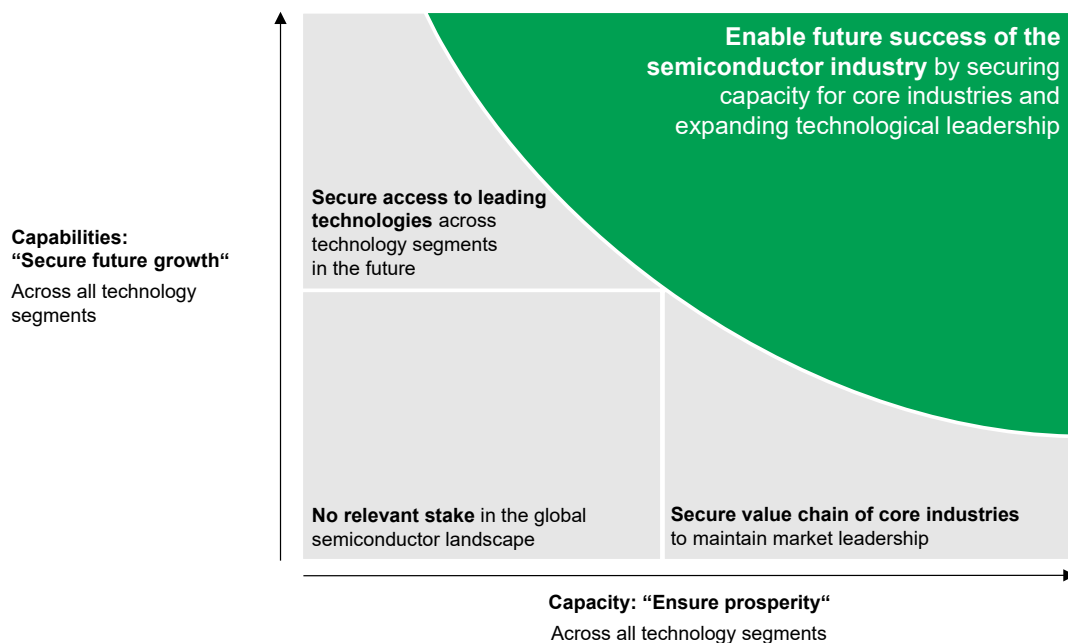 Enable future success of the
semiconductor industry by securing
capacity for core industries and
expanding technological leadership
Secure access to leading
technologies across
technology segments
in the future
Capabilities:
“Secure future growth“
Across all technology
segments
No relevant stake in the global
semiconductor landscape
Secure value chain of core industries
to maintain market leadership
Capacity: “Ensure prosperity“
Across all technology segments